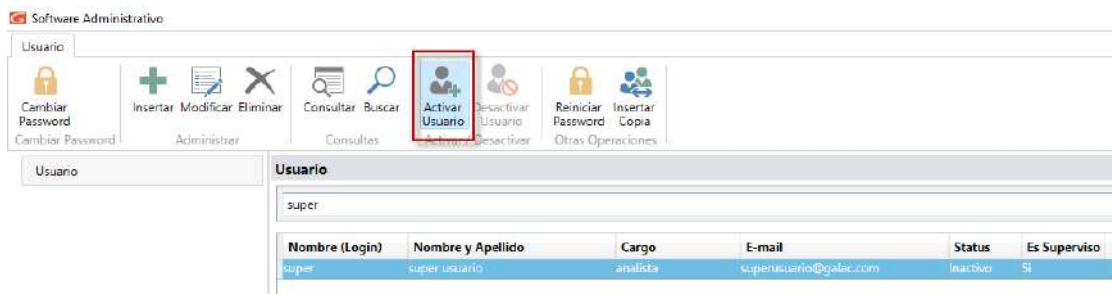 Software Administrativo
Usuario
Cambiar Password
Insertar Modificar Eliminar
Consultar Buscar
Activar Usuario
Desactivar Usuario
Reiniciar Password
Insertar Copia
Cambiar Password
Administrar
Consultas
Activar / Desactivar
Otras Operaciones
Usuario
Usuario
super
Nombre (Login) Nombre y Apellido Cargo E-mail Status Es Superviso
super super usuario analista superusuario@galac.com Inactivo Si